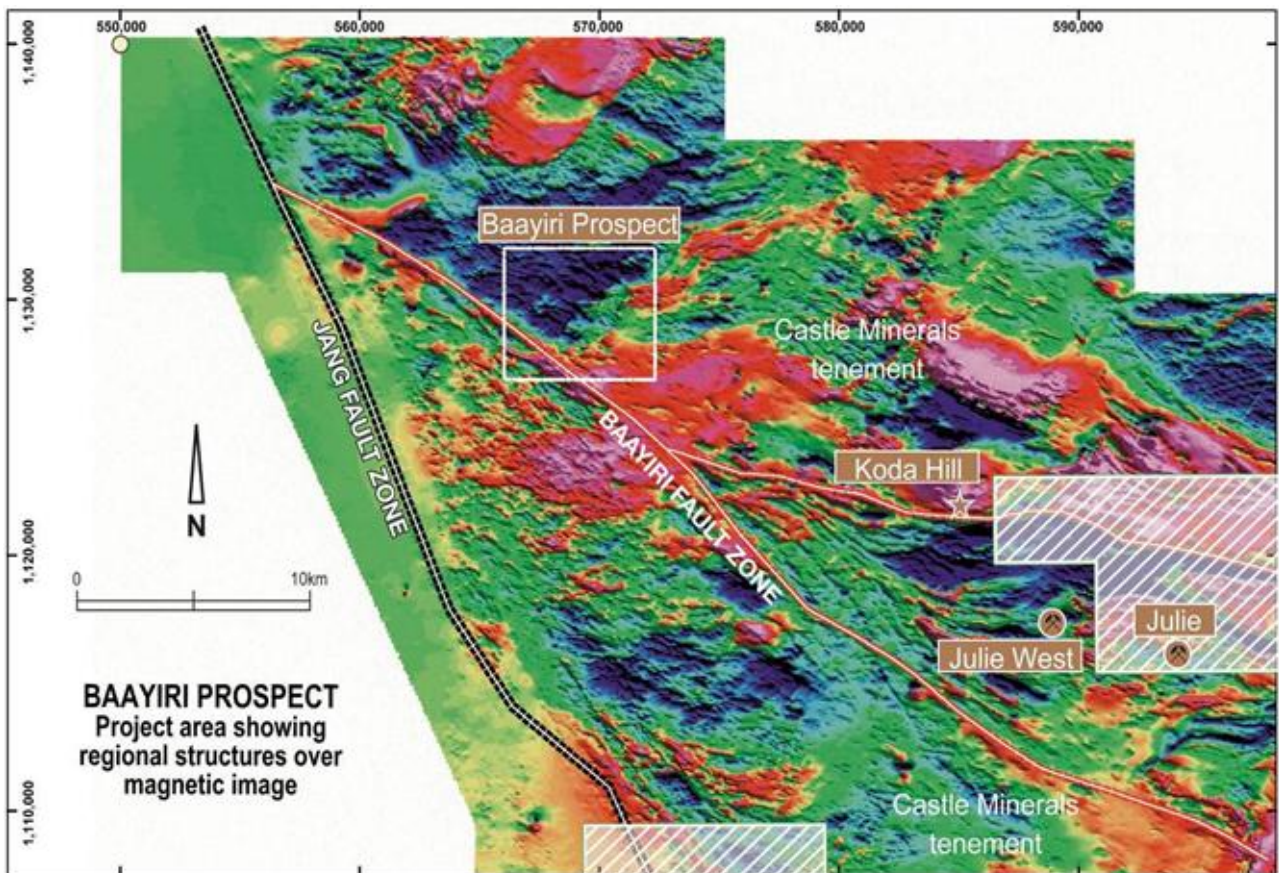 550,000
560,000
570,000
580,000
590,000
1,140,000
1,130,000
1,120,000
1,110,000
Baayiri Prospect
Castle Minerals
tenement
JANG FAULT ZONE
BAAYIRI FAULT ZONE
Koda Hill
N
0
10km
Julie
Julie West
BAAYIRI PROSPECT
Project area showing
regional structures over
magnetic image
Castle Minerals
tenement